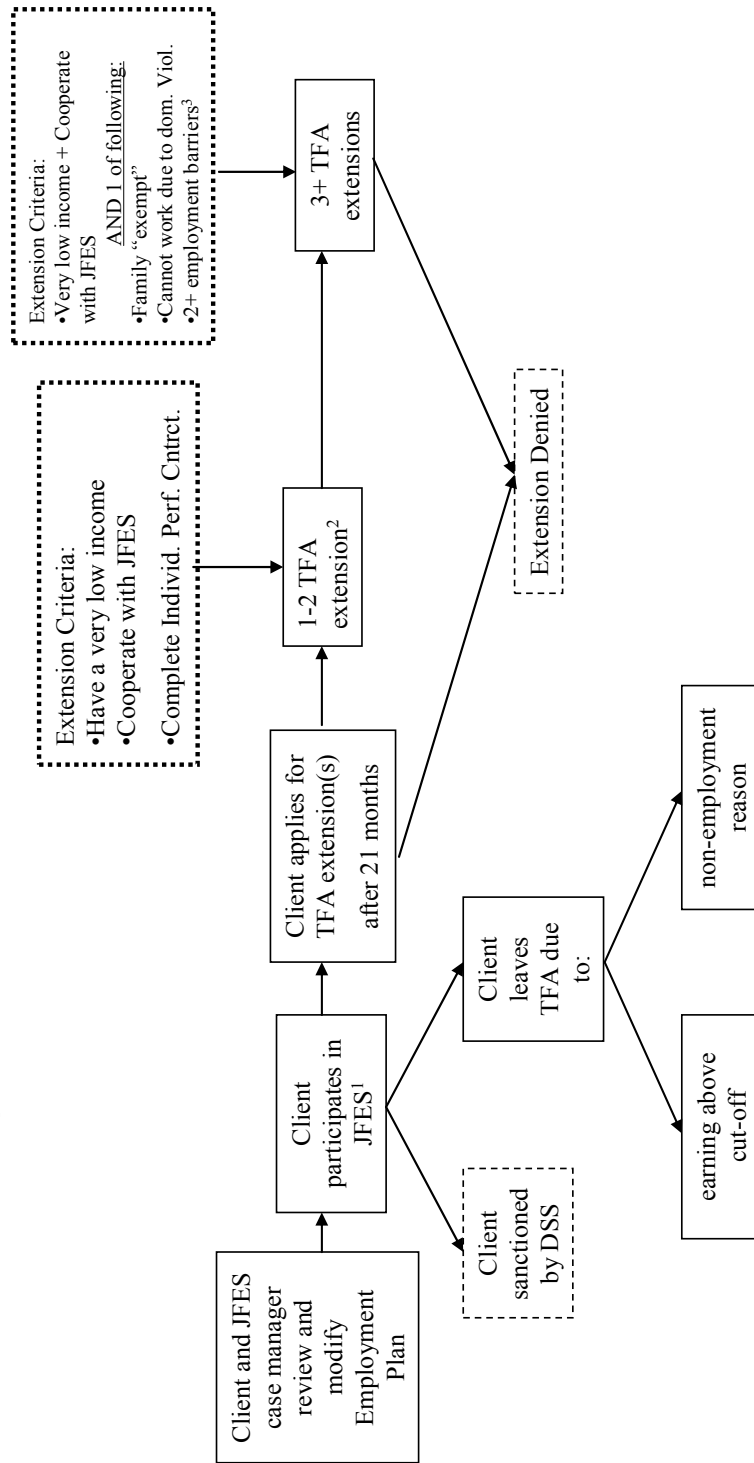 Client and JFES
case manager
review and
modify
Employment
Plan
Client
participates in
JFES¹
Client applies for
TFA extension(s)
after 21 months
1-2 TFA
extension²
3+ TFA
extensions
Extension Criteria:
•Have a very low income
•Cooperate with JFES
•Complete Individ. Perf. Cntrct.
Extension Criteria:
•Very low income + Cooperate
with JFES
AND 1 of following:
•Family “exempt”
•Cannot work due to dom. Viol.
•2+ employment barriers³
Client
sanctioned
by DSS
Client
leaves
TFA due
to:
Extension Denied
earning above
cut-off
non-employment
reason